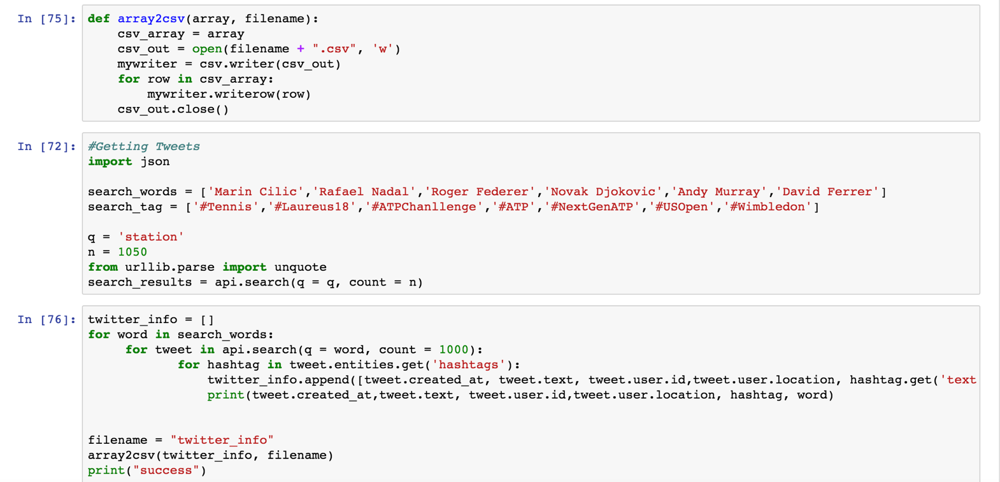 In [75]: def array2csv(array, filename):
    csv_array = array
    csv_out = open(filename + ".csv", 'w')
    mywriter = csv.writer(csv_out)
    for row in csv_array:
        mywriter.writerow(row)
    csv_out.close()
In [72]: #Getting Tweets
import json
search_words = ['Marin Cilic','Rafael Nadal','Roger Federer','Novak Djokovic','Andy Murray','David Ferrer']
search_tag = ['#Tennis','#Laureus18','#ATPChanllenge','#ATP','#NextGenATP','#USOpen','#Wimbledon']
q = 'station'
n = 1050
from urllib.parse import unquote
search_results = api.search(q = q, count = n)
In [76]: twitter_info = []
for word in search_words:
     for tweet in api.search(q = word, count = 1000):
            for hashtag in tweet.entities.get('hashtags'):
                twitter_info.append([tweet.created_at, tweet.text, tweet.user.id,tweet.user.location, hashtag.get('text
                print(tweet.created_at,tweet.text, tweet.user.id,tweet.user.location, hashtag, word)
filename = "twitter_info"
array2csv(twitter_info, filename)
print("success")